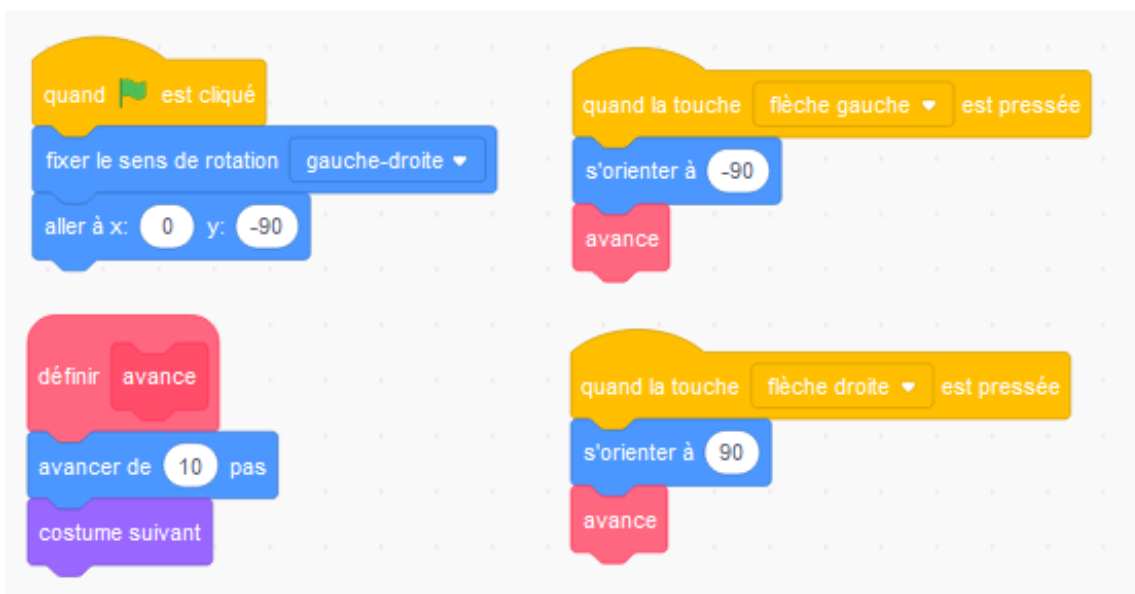 quand est cliqué
fixer le sens de rotation gauche-droite
aller à x: 0 y: -90
définir avance
avancer de 10 pas
costume suivant
quand la touche flèche gauche est pressée
s'orienter à -90
avance
quand la touche flèche droite est pressée
s'orienter à 90
avance